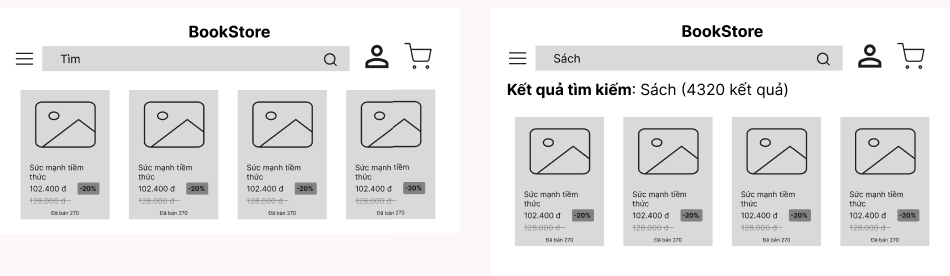 BookStore
Tìm
Sức mạnh tiềm
thức
102.400 đ -20%
128.000 đ
Đã bán 270
Sức mạnh tiềm
thức
102.400 đ -20%
128.000 đ
Đã bán 270
Sức mạnh tiềm
thức
102.400 đ -20%
128.000 đ
Đã bán 270
Sức mạnh tiềm
thức
102.400 đ -20%
128.000 đ
Đã bán 270
BookStore
Sách
Kết quả tìm kiếm: Sách (4320 kết quả)
Sức mạnh tiềm
thức
102.400 đ -20%
128.000 đ
Đã bán 270
Sức mạnh tiềm
thức
102.400 đ -20%
128.000 đ
Đã bán 270
Sức mạnh tiềm
thức
102.400 đ -20%
128.000 đ
Đã bán 270
Sức mạnh tiềm
thức
102.400 đ -20%
128.000 đ
Đã bán 270